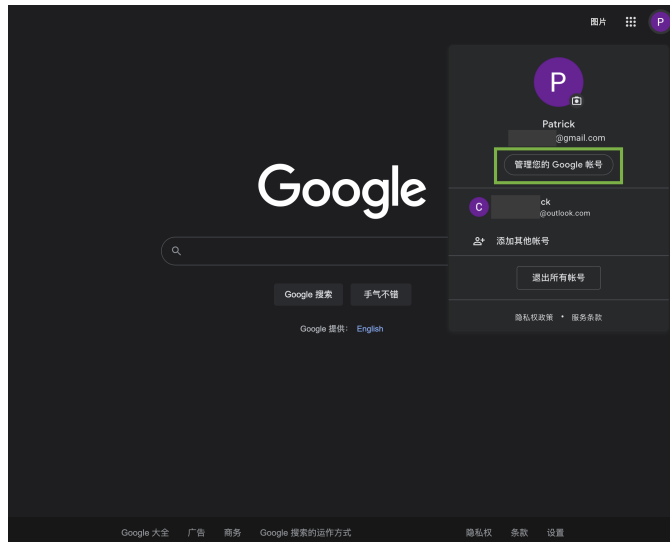 图片
P
P
Patrick
@gmail.com
管理您的 Google 帐号
C
ck
@outlook.com
添加其他帐号
退出所有帐号
隐私权政策 • 服务条款
Google
Google 搜索
手气不错
Google 提供： English
Google 大全 广告 商务 Google 搜索的运作方式
隐私权 条款 设置